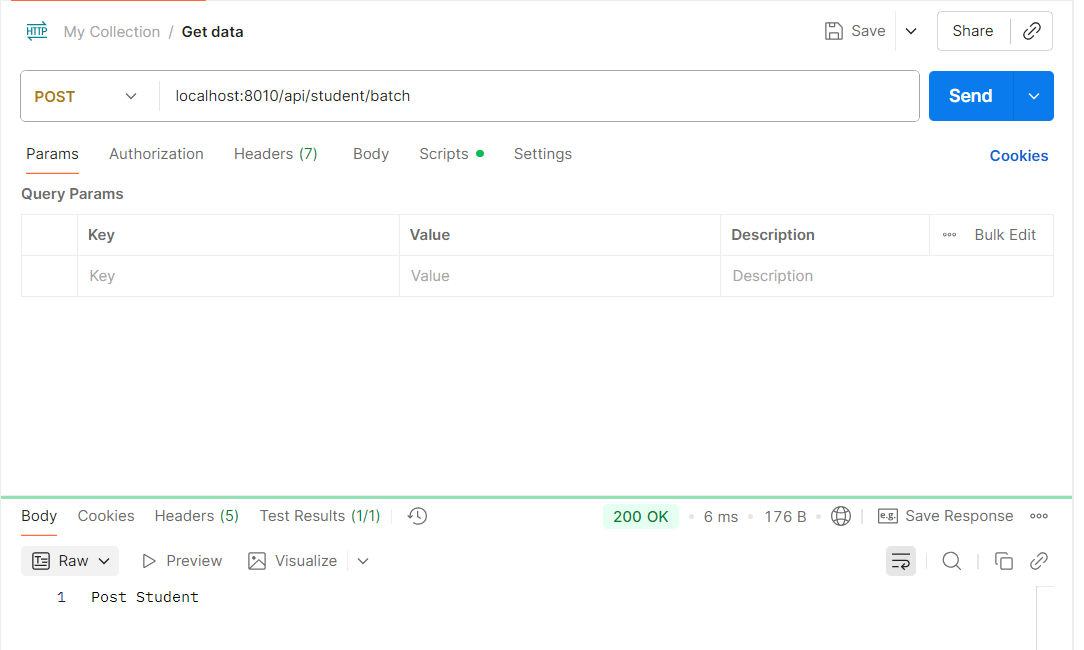 HTTP My Collection / Get data Save Share
POST localhost:8010/api/student/batch Send
Params Authorization Headers (7) Body Scripts Settings Cookies
Query Params
Key Value Description Bulk Edit
Key Value Description
Body Cookies Headers (5) Test Results (1/1) 200 OK 6 ms 176 B e.g. Save Response
Raw Preview Visualize
1 Post Student